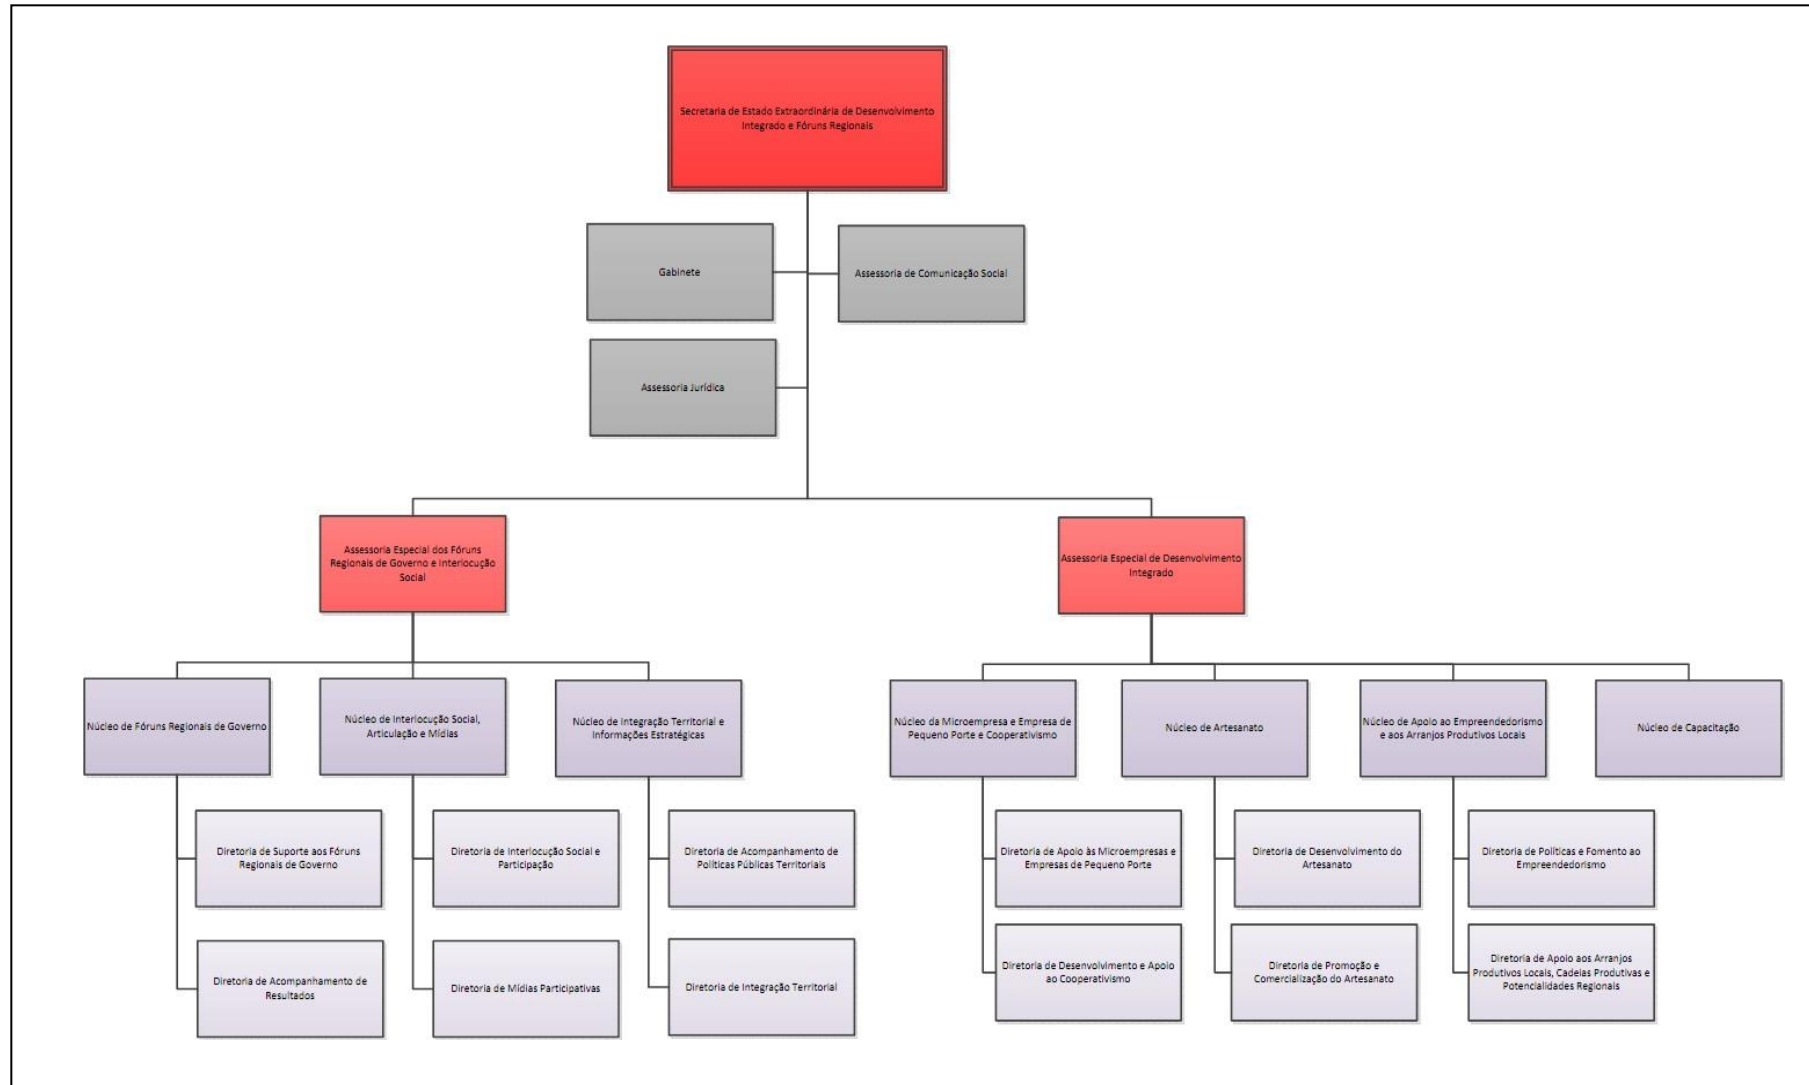 Secretaria de Estado Extraordinária de Desenvolvimento
Integrado e Fóruns Regionais
Gabinete
Assessoria de Comunicação Social
Assessoria Jurídica
Assessoria Especial dos Fóruns
Regionais de Governo e Interlocução
Social
Assessoria Especial de Desenvolvimento
Integrado
Núcleo de Fóruns Regionais de Governo
Núcleo de Interlocução Social,
Articulação e Mídias
Núcleo de Integração Territorial e
Informações Estratégicas
Núcleo da Microempresa e Empresa de
Pequeno Porte e Cooperativismo
Núcleo de Artesanato
Núcleo de Apoio ao Empreendedorismo
e aos Arranjos Produtivos Locais
Núcleo de Capacitação
Diretoria de Suporte aos Fóruns
Regionais de Governo
Diretoria de Interlocução Social e
Participação
Diretoria de Acompanhamento de
Políticas Públicas Territoriais
Diretoria de Apoio às Microempresas e
Empresas de Pequeno Porte
Diretoria de Desenvolvimento do
Artesanato
Diretoria de Políticas e Fomento ao
Empreendedorismo
Diretoria de Acompanhamento de
Resultados
Diretoria de Mídias Participativas
Diretoria de Integração Territorial
Diretoria de Desenvolvimento e Apoio
ao Cooperativismo
Diretoria de Promoção e
Comercialização do Artesanato
Diretoria de Apoio aos Arranjos
Produtivos Locais, Cadeias Produtivas e
Potencialidades Regionais